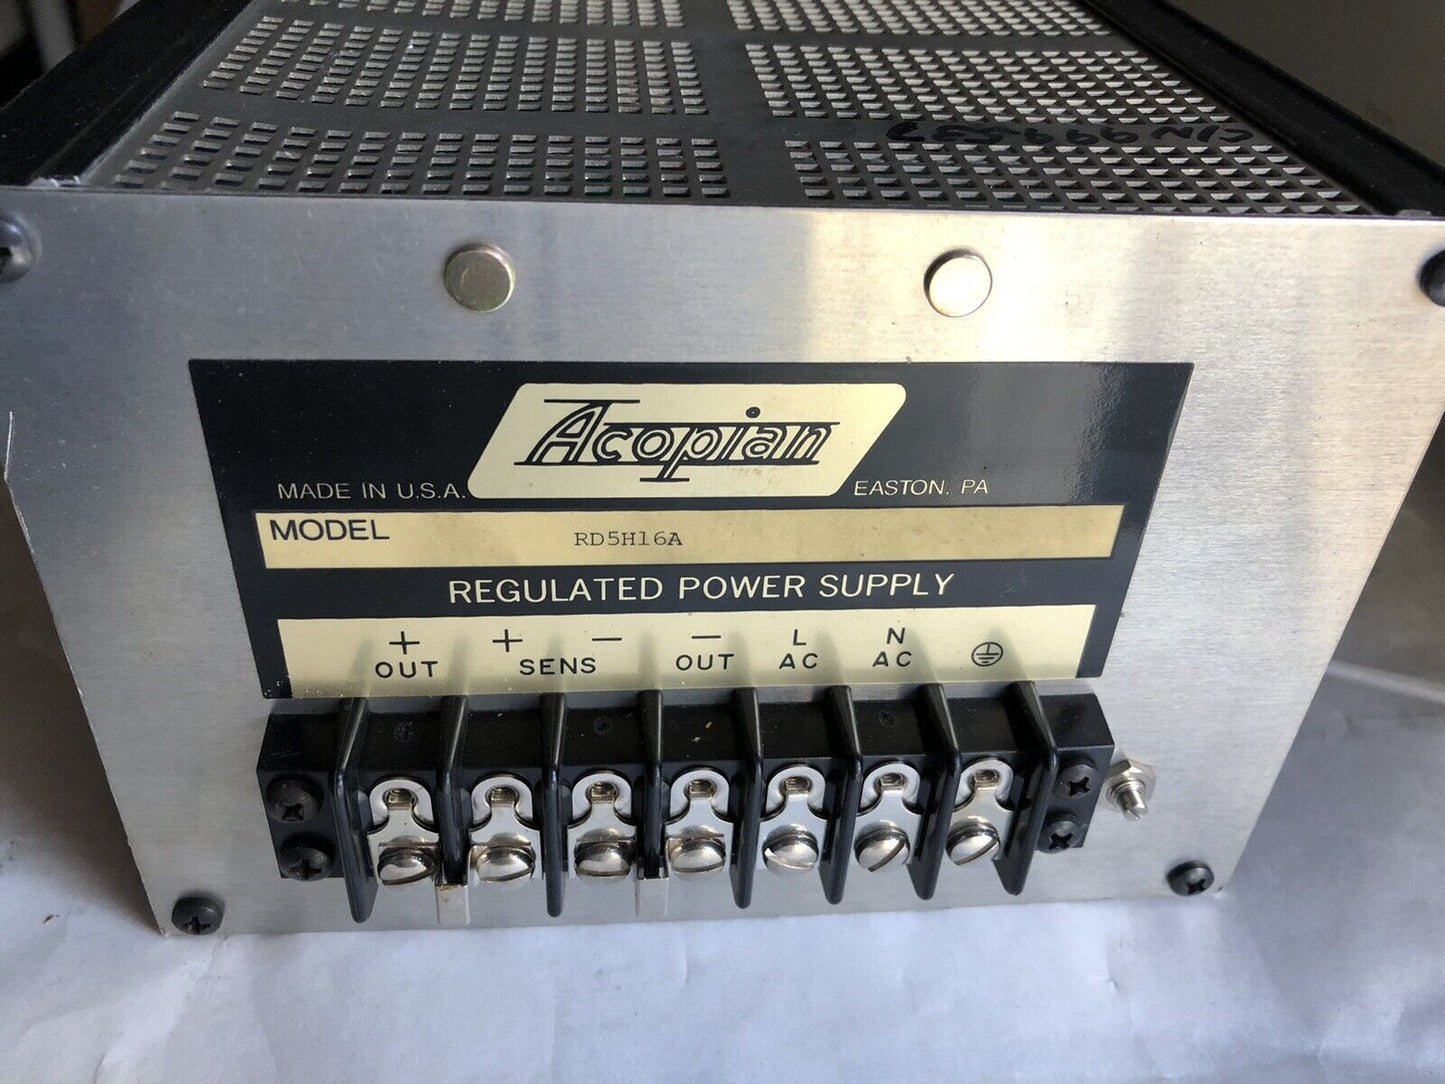 Acopian
MADE IN U.S.A. EASTON, PA
MODEL RD5H16A
REGULATED POWER SUPPLY
+ + − − L N
OUT SENS OUT AC AC